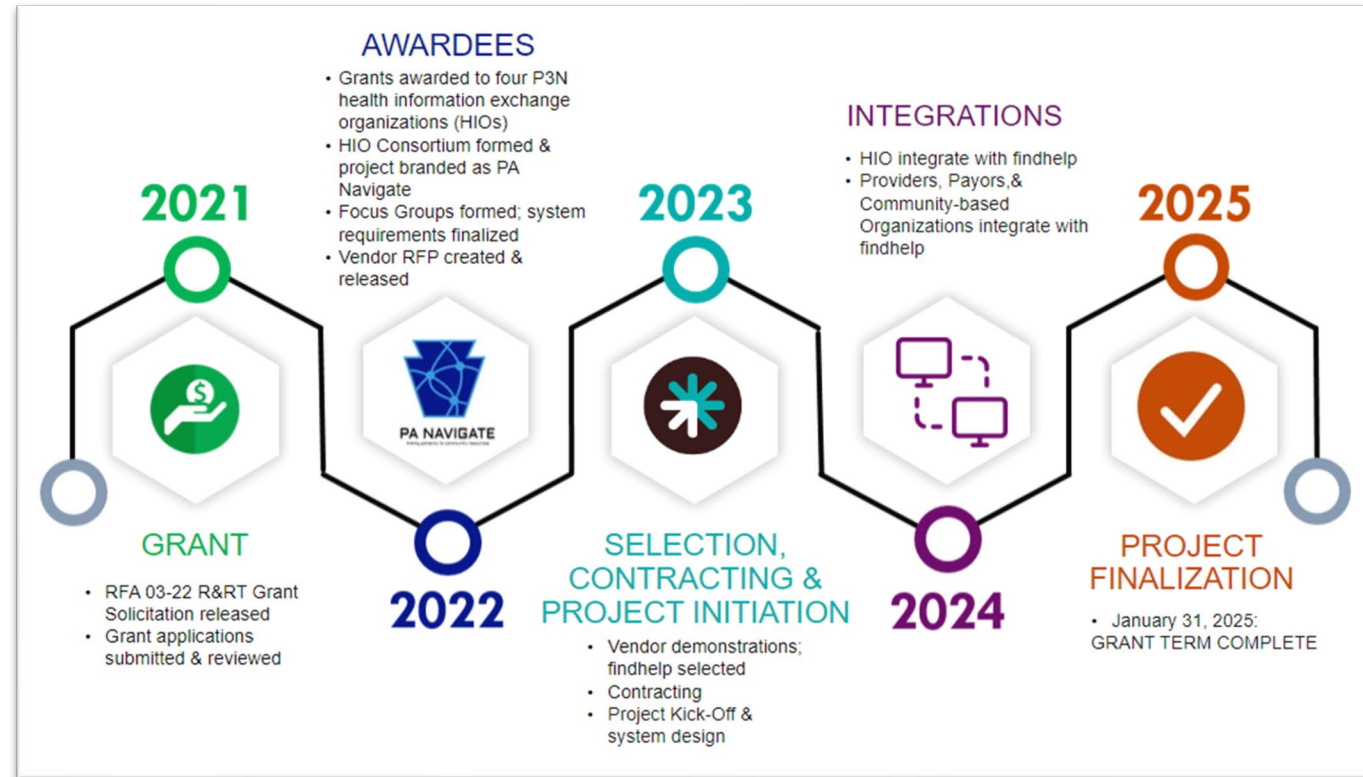 2021
GRANT
• RFA 03-22 R&RT Grant
Solicitation released
• Grant applications
submitted & reviewed
AWARDEES
• Grants awarded to four P3N
health information exchange
organizations (HIOs)
• HIO Consortium formed &
project branded as PA
Navigate
• Focus Groups formed; system
requirements finalized
• Vendor RFP created &
released
PA NAVIGATE
2022
2023
SELECTION,
CONTRACTING &
PROJECT INITIATION
• Vendor demonstrations;
findhelp selected
• Contracting
• Project Kick-Off &
system design
INTEGRATIONS
• HIO integrate with findhelp
• Providers, Payors,&
Community-based
Organizations integrate with
findhelp
2024
2025
PROJECT
FINALIZATION
• January 31, 2025:
GRANT TERM COMPLETE